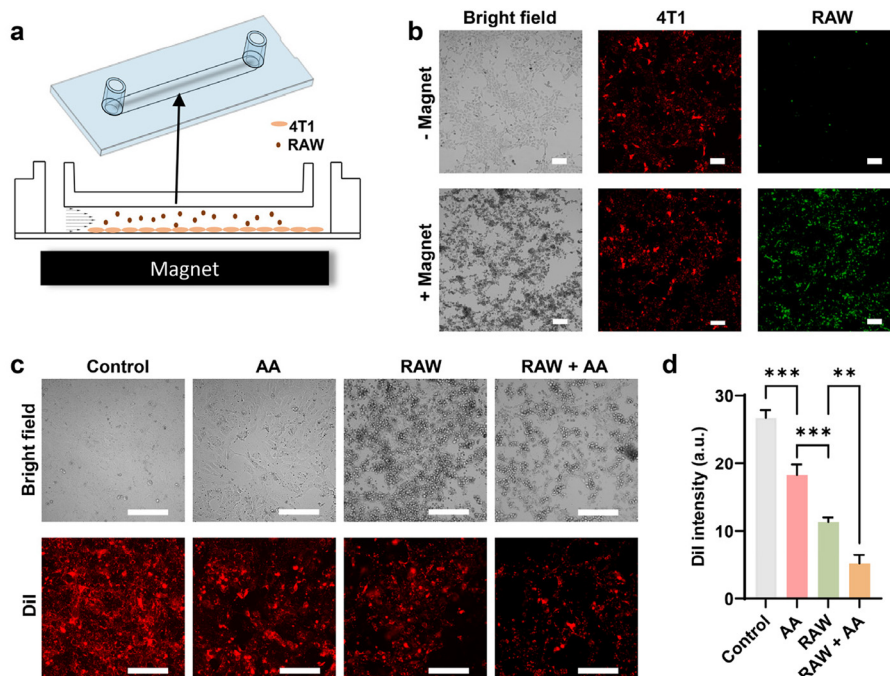 a
4T1
RAW
Magnet
b
Bright field
4T1
RAW
- Magnet
+ Magnet
c
Control
AA
RAW
RAW + AA
Bright field
DiI
d
DiI intensity (a.u.)
30
20
10
0
***
**
***
Control
AA
RAW
RAW + AA